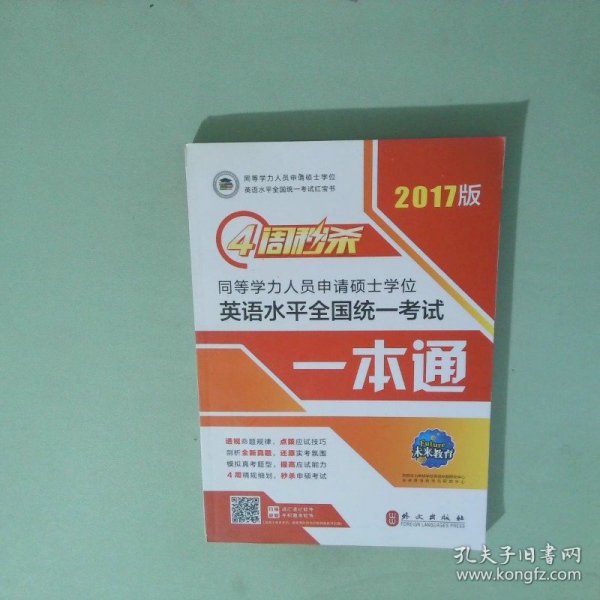 同等学力人员申请硕士学位
英语水平全国统一考试红宝书
2017版
4周秒杀
同等学力人员申请硕士学位
英语水平全国统一考试
一本通
透视命题规律,点拨应试技巧
剖析全新真题,还原实考氛围
模拟真考题型,提高应试能力
4周精规细划,秒杀申硕考试
Future
未来教育
外文出版社
FOREIGN LANGUAGES PRESS
孔夫子旧书网
www.kongfz.com